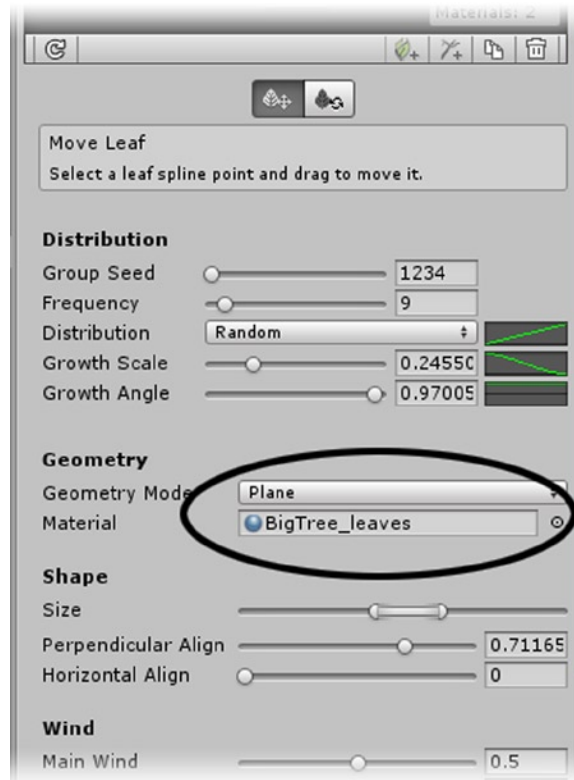 Materials: 2
Move Leaf
Select a leaf spline point and drag to move it.
Distribution
Group Seed 1234
Frequency 9
Distribution Random
Growth Scale 0.2455C
Growth Angle 0.97005
Geometry
Geometry Mode Plane
Material BigTree_leaves
Shape
Size
Perpendicular Align 0.71165
Horizontal Align 0
Wind
Main Wind 0.5